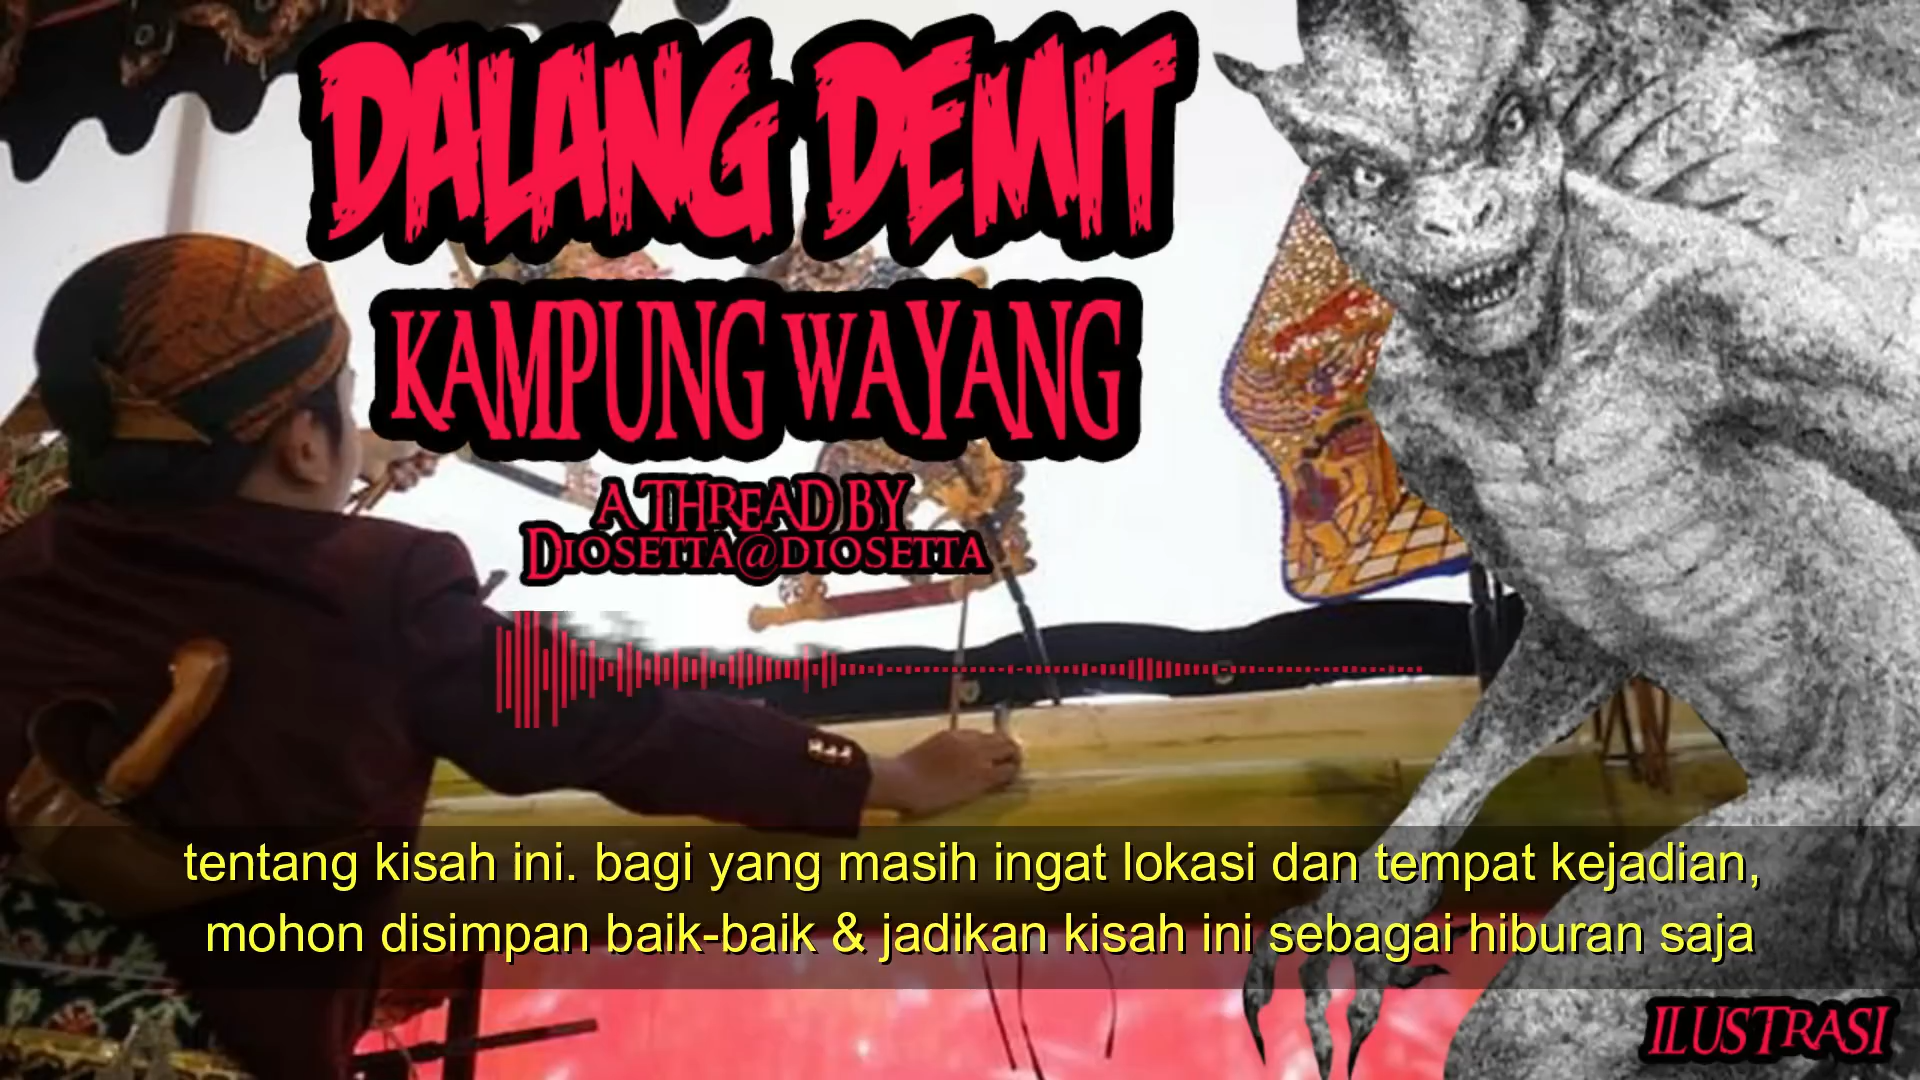 DALANG DEMIT
KAMPUNG WAYANG
A THREAD BY
DIOSETTA@DIOSETTA
tentang kisah ini. bagi yang masih ingat lokasi dan tempat kejadian,
mohon disimpan baik-baik & jadikan kisah ini sebagai hiburan saja
ILUSTRASI